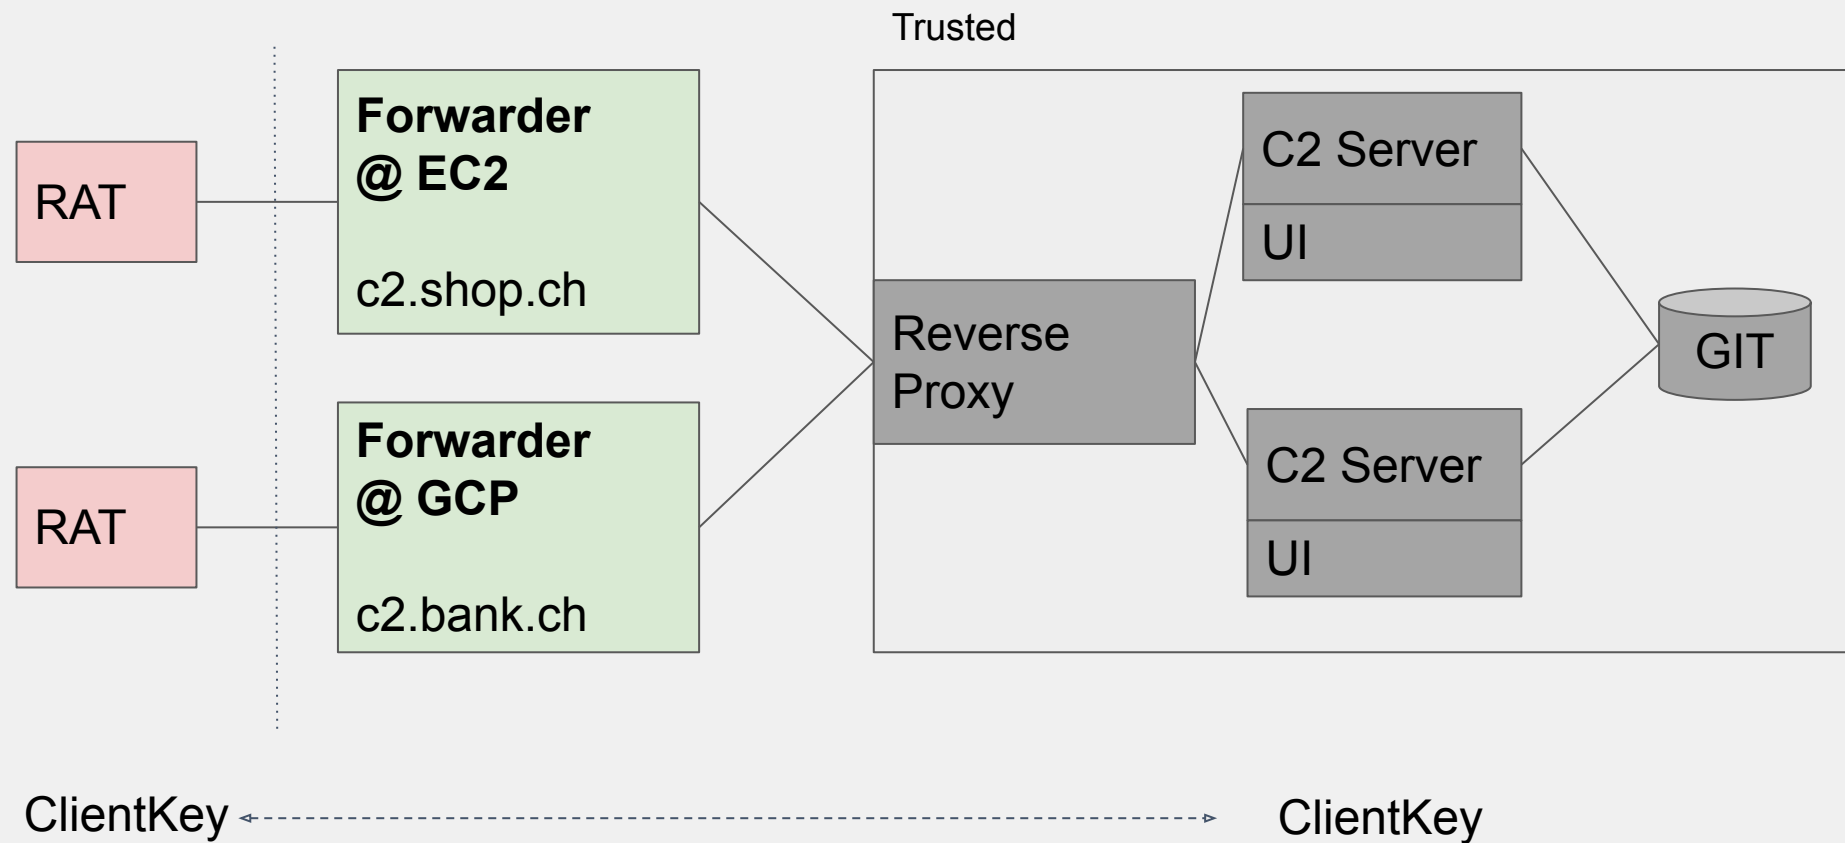 Trusted
RAT
Forwarder
@ EC2
c2.shop.ch
RAT
Forwarder
@ GCP
c2.bank.ch
Reverse
Proxy
C2 Server
UI
C2 Server
UI
GIT
ClientKey
ClientKey